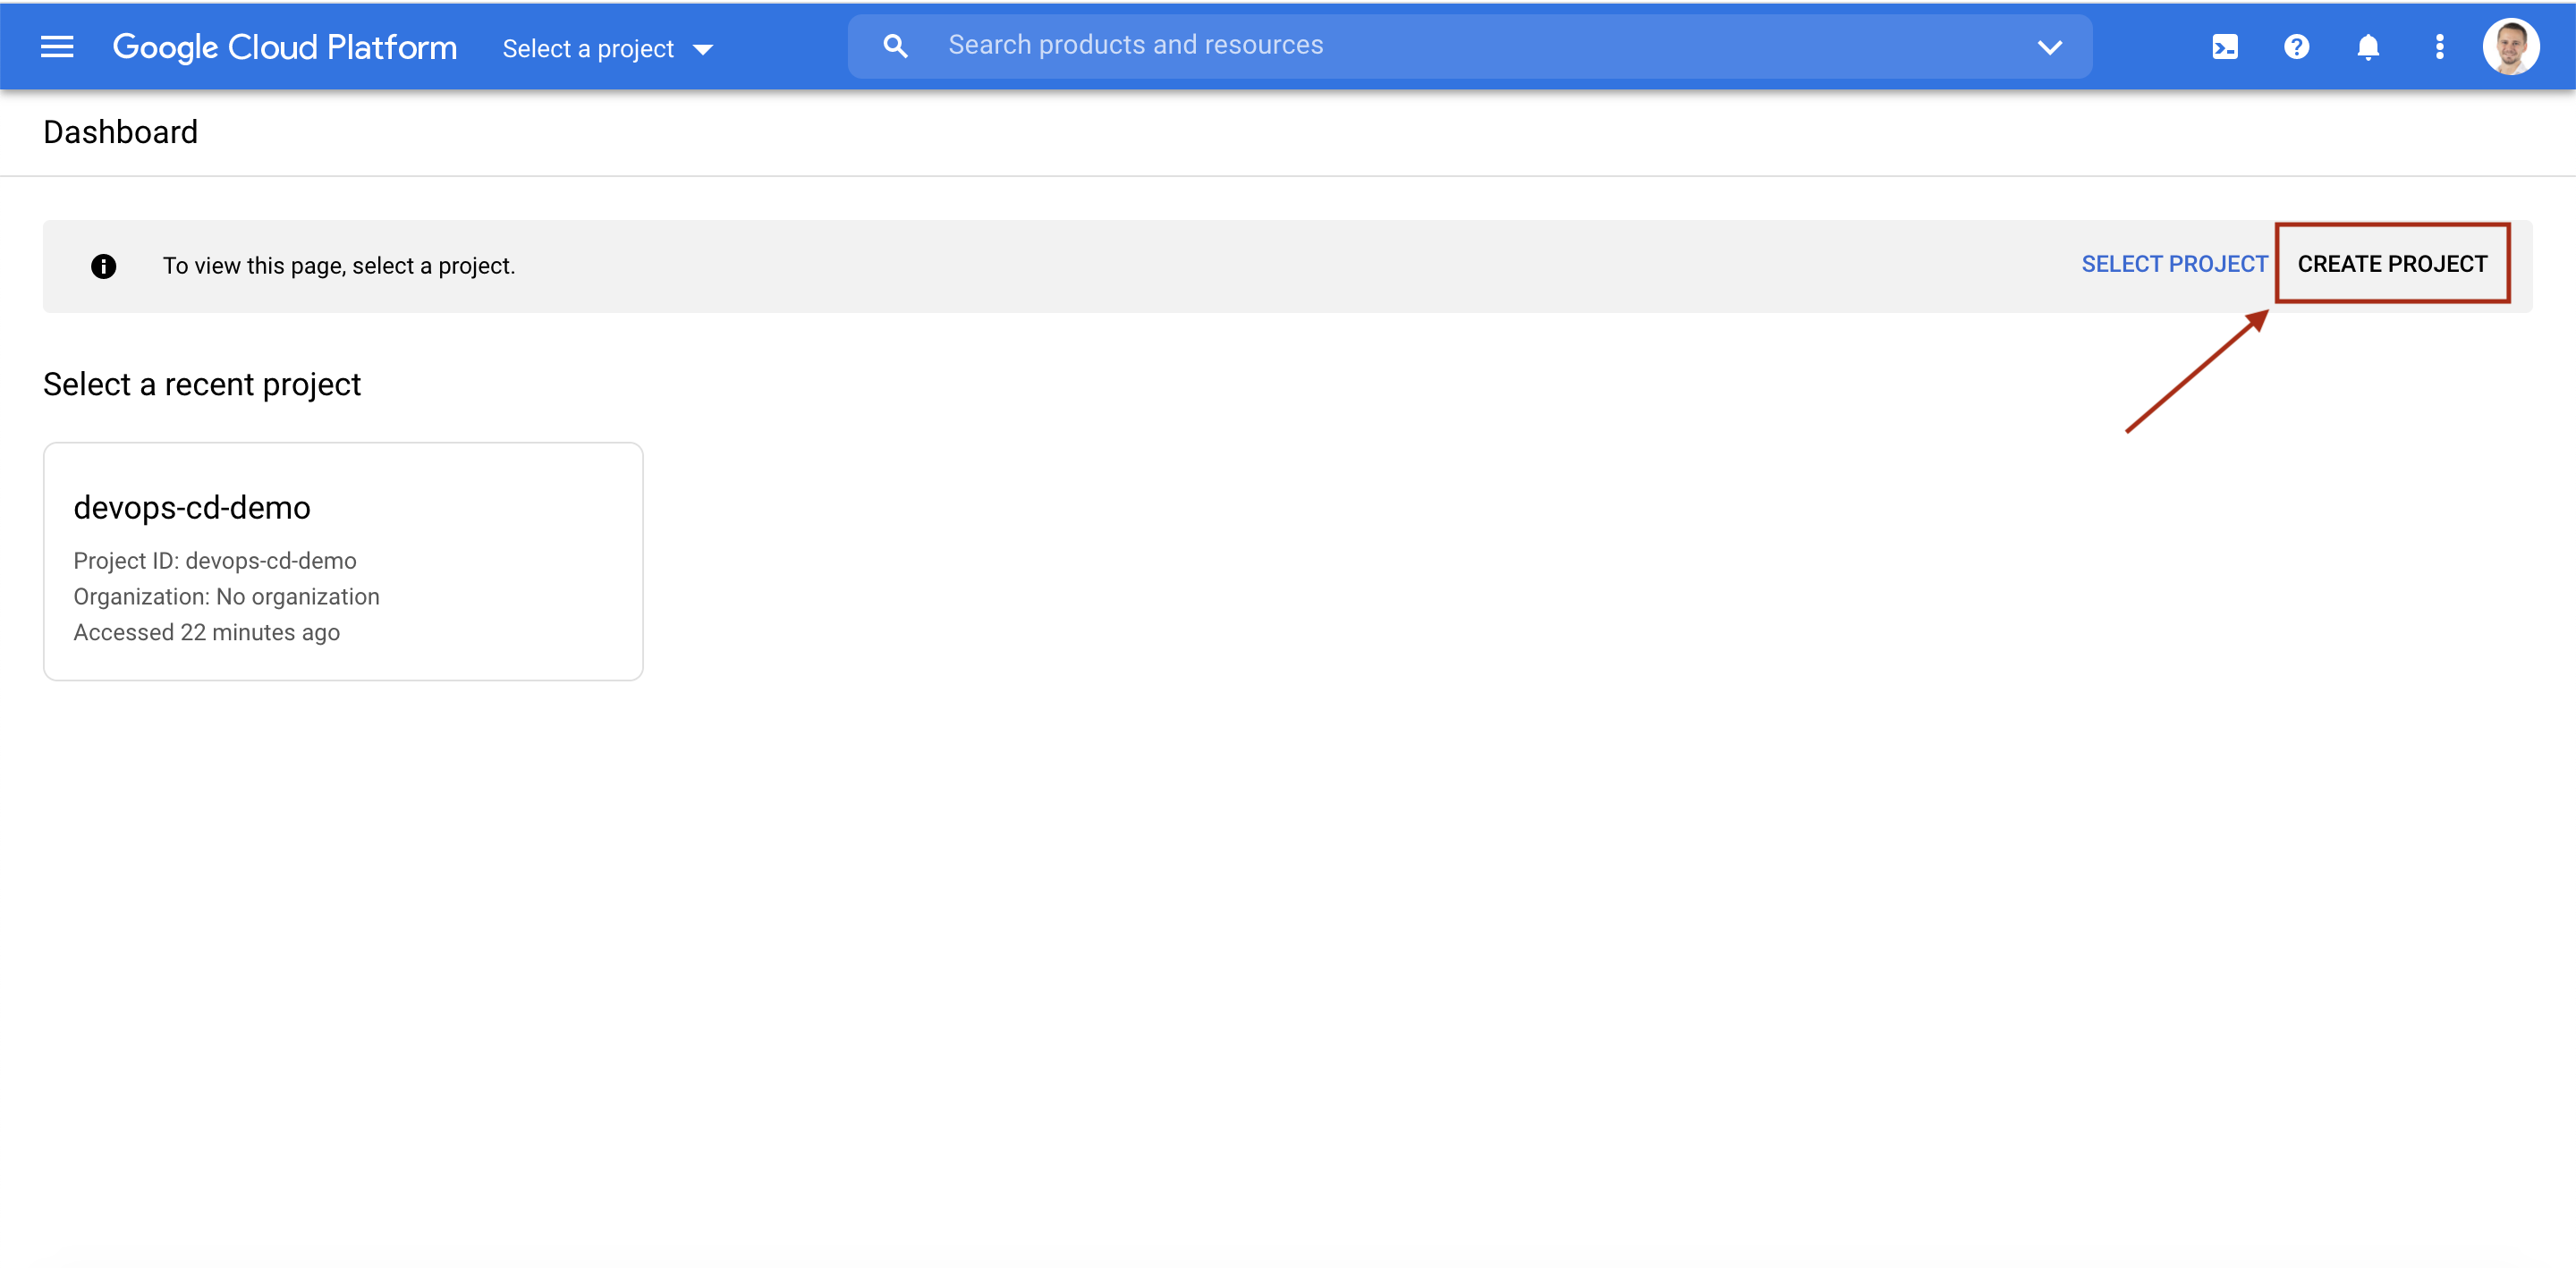 Google Cloud Platform
Select a project
Search products and resources
Dashboard
To view this page, select a project.
SELECT PROJECT
CREATE PROJECT
Select a recent project
devops-cd-demo
Project ID: devops-cd-demo
Organization: No organization
Accessed 22 minutes ago